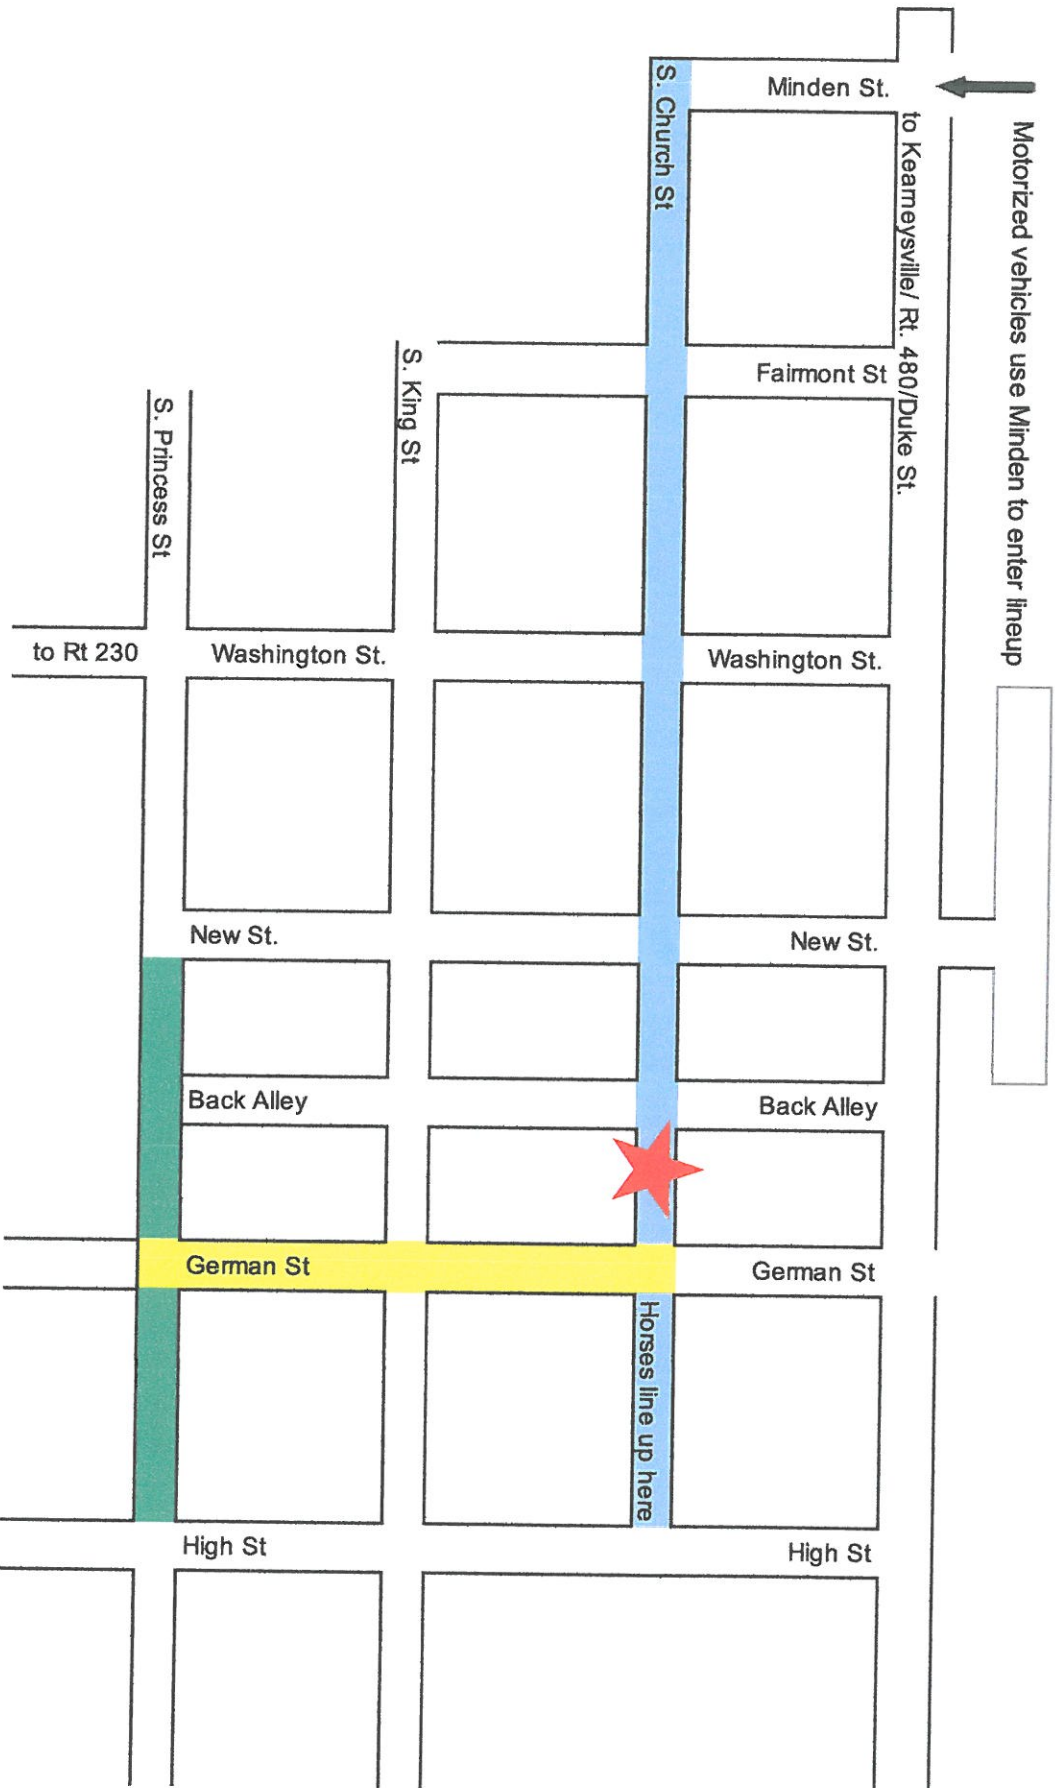 Minden St.
Motorized vehicles use Minden to enter lineup
S. Church St
to Kearneysville/ Rt. 480/Duke St.
Fairmont St
S. King St
S. Princess St
to Rt 230
Washington St.
Washington St.
New St.
New St.
Back Alley
Back Alley
German St
German St
Horses line up here
High St
High St